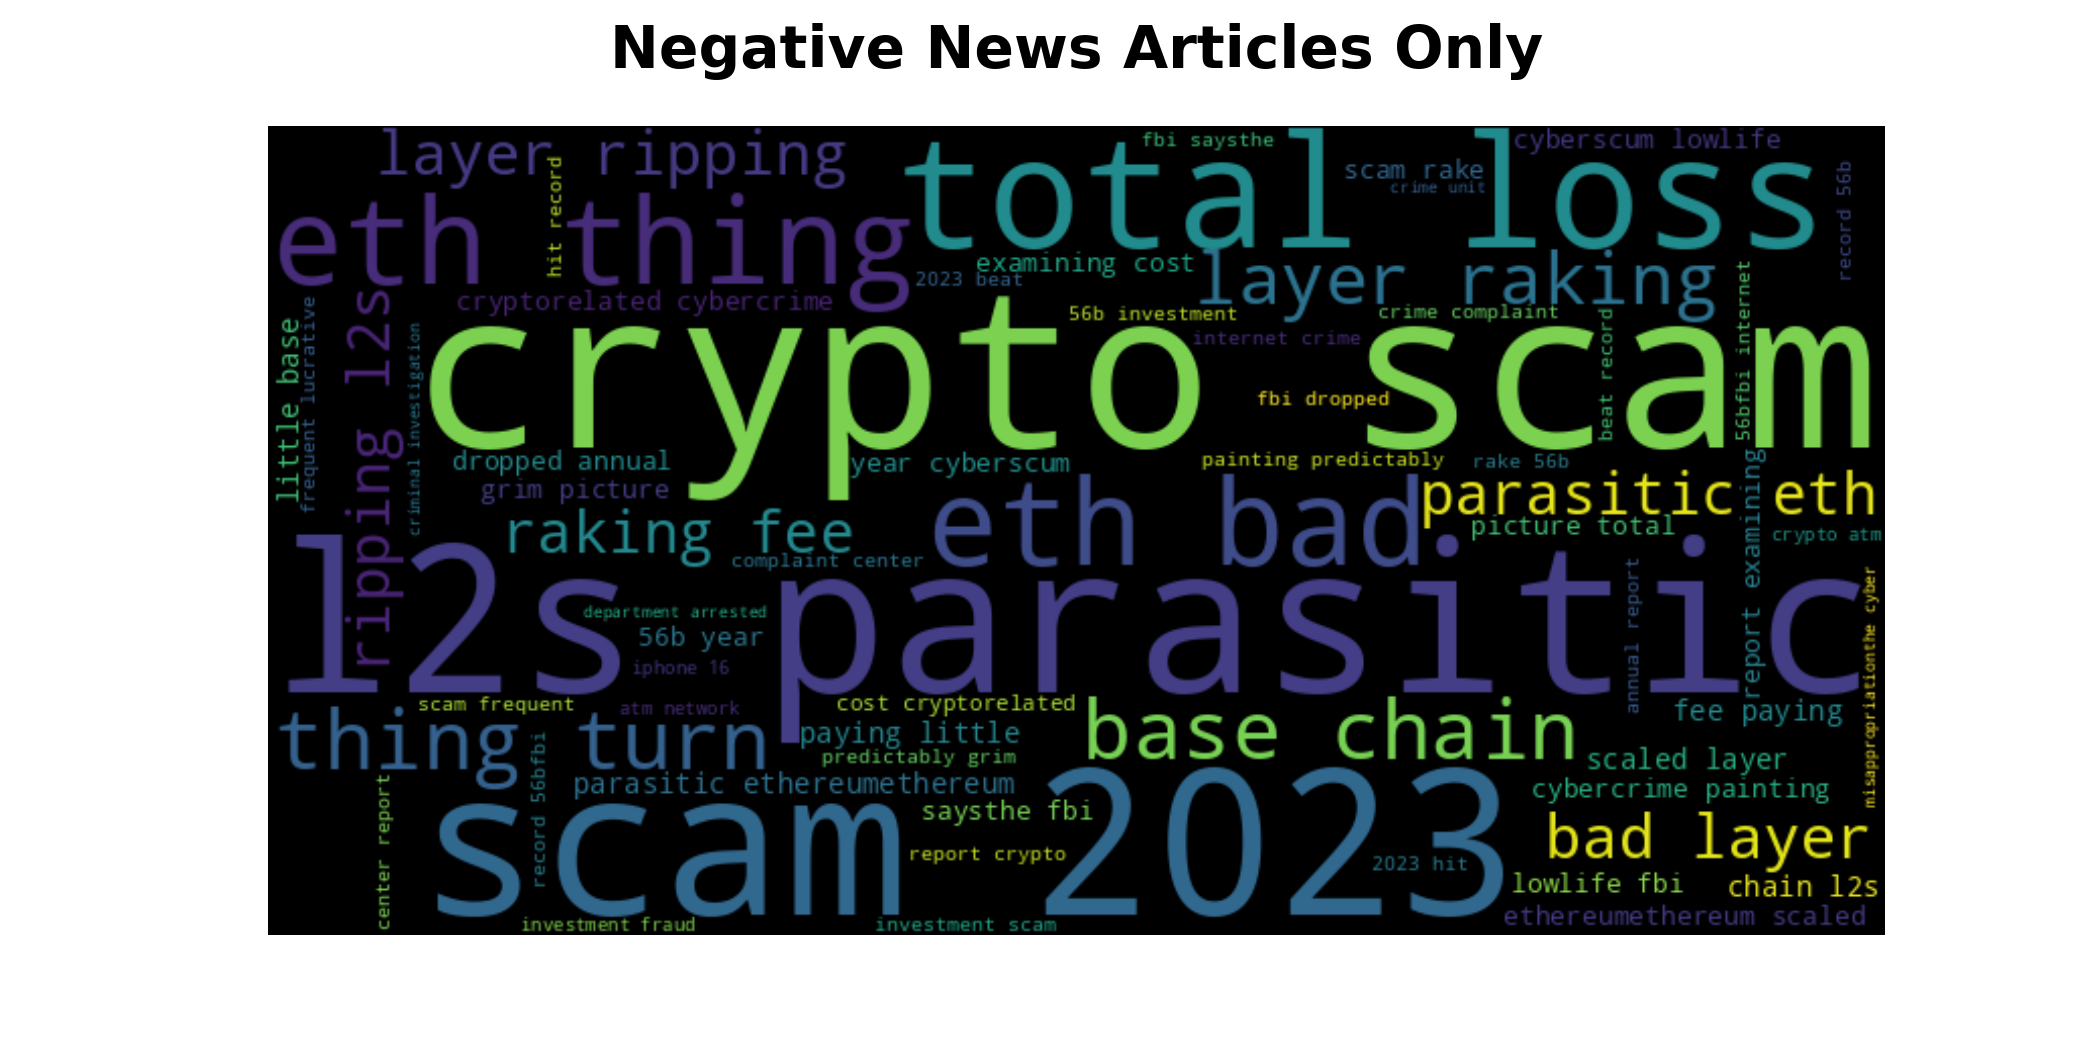 Negative News Articles Only
layer ripping
fbi saysthe
cyberscum lowlife
total loss
scam rake
crime unit
hit record
record 56b
eth thing
examining cost
2023 beat
layer raking
cryptorelated cybercrime
56b investment
crime complaint
internet crime
little base
frequent lucrative
ripping l2s
criminal investigation
crypto scam
fbi dropped
beat record
56bfbi internet
dropped annual
year cyberscum
painting predictably
rake 56b
grim picture
eth bad
parasitic eth
raking fee
picture total
crypto atm
complaint center
report examining
l2s parasitic
department arrested
56b year
iphone 16
annual report
misappropriationthe cyber
scam frequent
atm network
cost cryptorelated
base chain
fee paying
thing turn
paying little
predictably grim
scaled layer
parasitic ethereumethereum
cybercrime painting
record 56bfbi
center report
scam 2023
saysthe fbi
bad layer
report crypto
2023 hit
lowlife fbi
chain l2s
ethereumethereum scaled
investment fraud
investment scam